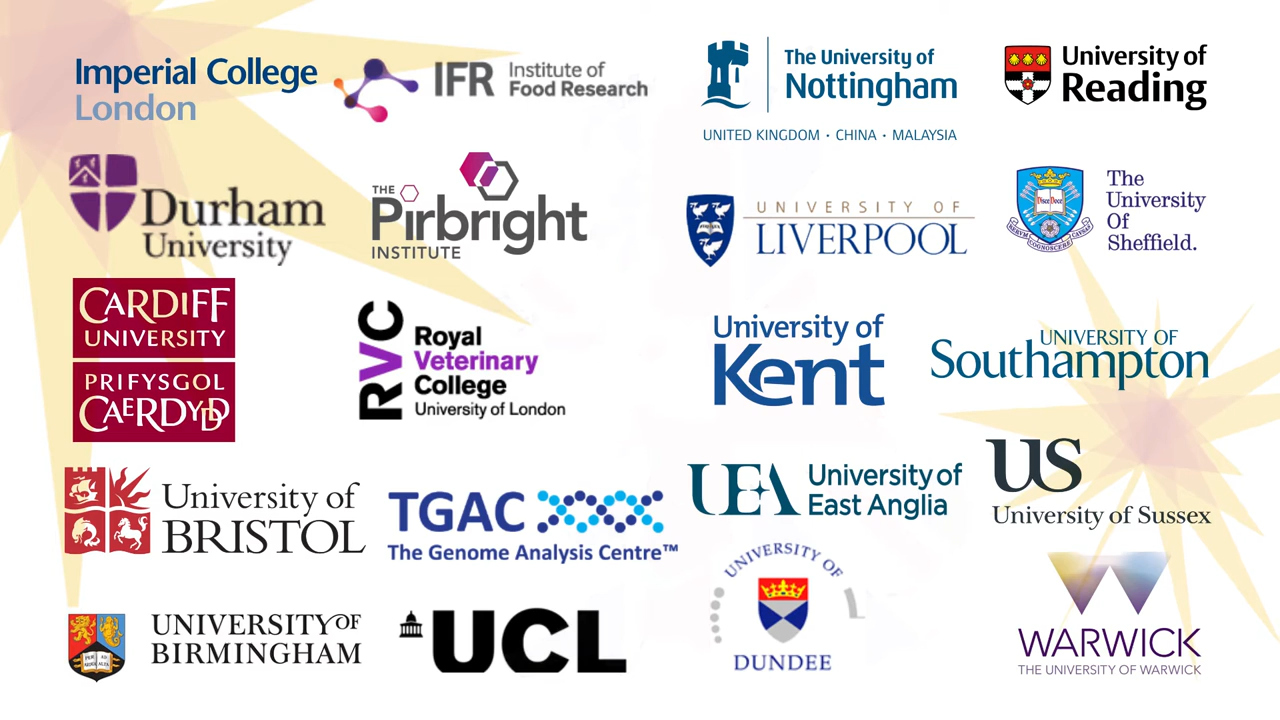 Imperial College
London
IFR
Institute of
Food Research
The University of
Nottingham
UNITED KINGDOM • CHINA • MALAYSIA
University of
Reading
Durham
University
THE
Pirbright
INSTITUTE
UNIVERSITY OF
LIVERPOOL
The
University
Of
Sheffield.
CARDIFF
UNIVERSITY
PRIFYSGOL
CAERDYDD
RVC
Royal
Veterinary
College
University of London
University of
Kent
UNIVERSITY OF
Southampton
University of
BRISTOL
TGAC
The Genome Analysis Centre™
UEA
University of
East Anglia
US
University of Sussex
UNIVERSITY OF
BIRMINGHAM
UCL
UNIVERSITY OF
DUNDEE
WARWICK
THE UNIVERSITY OF WARWICK